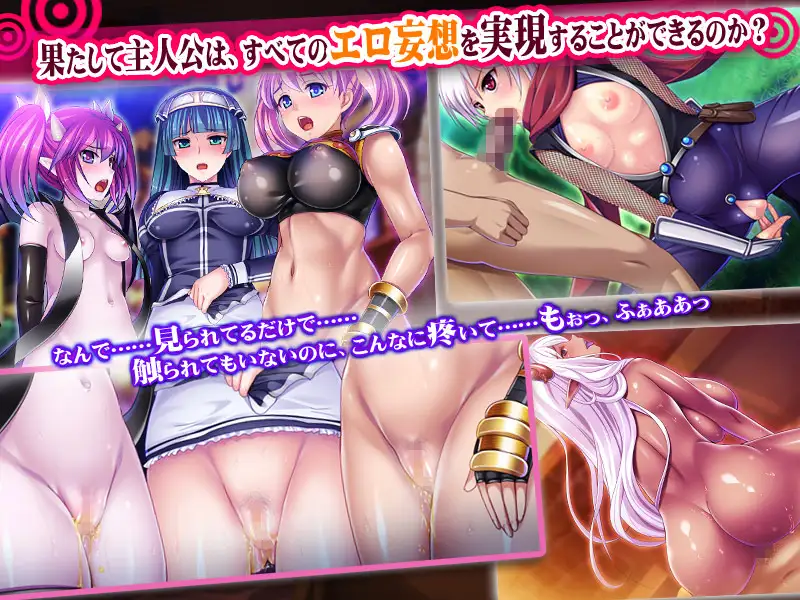 果たして主人公は、すべてのエロ妄想を実現することができるのか？
なんで……見られてるだけで……
触られてもいないのに、こんなに疼いて……もぉっ、ふぁああっ